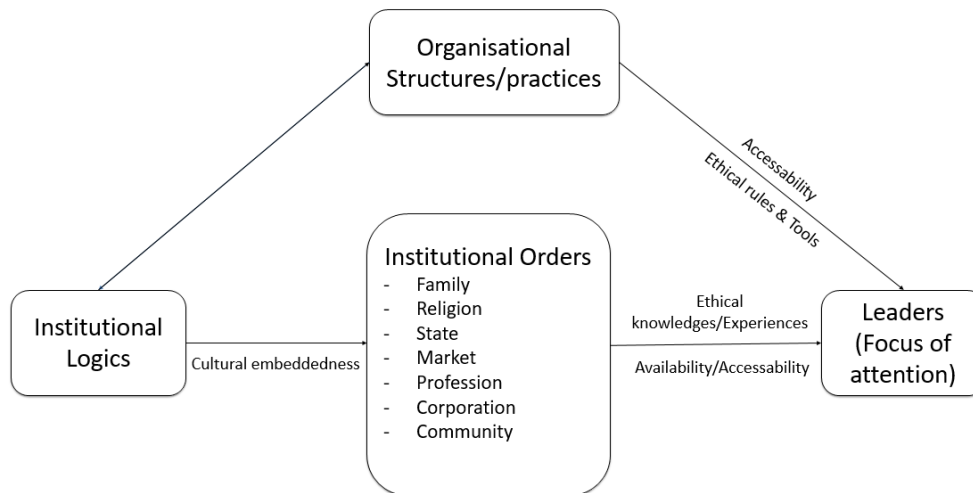 Organisational
Structures/practices
Accessability
Ethical rules & Tools
Institutional Orders
- Family
- Religion
- State
- Market
- Profession
- Corporation
- Community
Institutional
Logics
Cultural embeddedness
Ethical
knowledges/Experiences
Availability/Accessability
Leaders
(Focus of
attention)